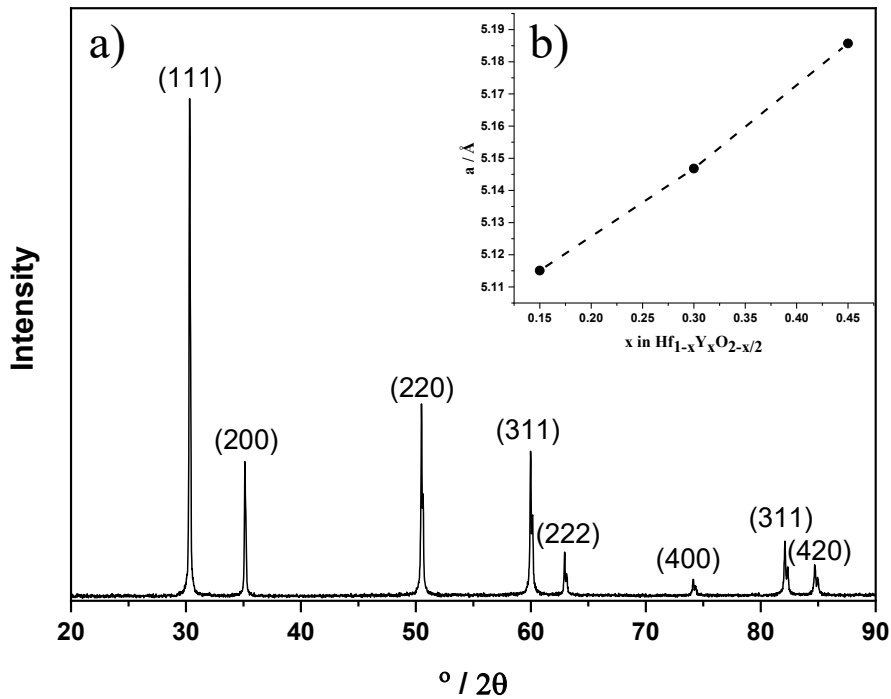 a)
(111)
(200)
(220)
(311)
(222)
(400)
(311)
(420)
Intensity
20 30 40 50 60 70 80 90
º / 2θ
b)
5.19
5.18
5.17
5.16
5.15
5.14
5.13
5.12
5.11
a / Å
0.15 0.20 0.25 0.30 0.35 0.40 0.45
x in Hf1-xYxO2-x/2